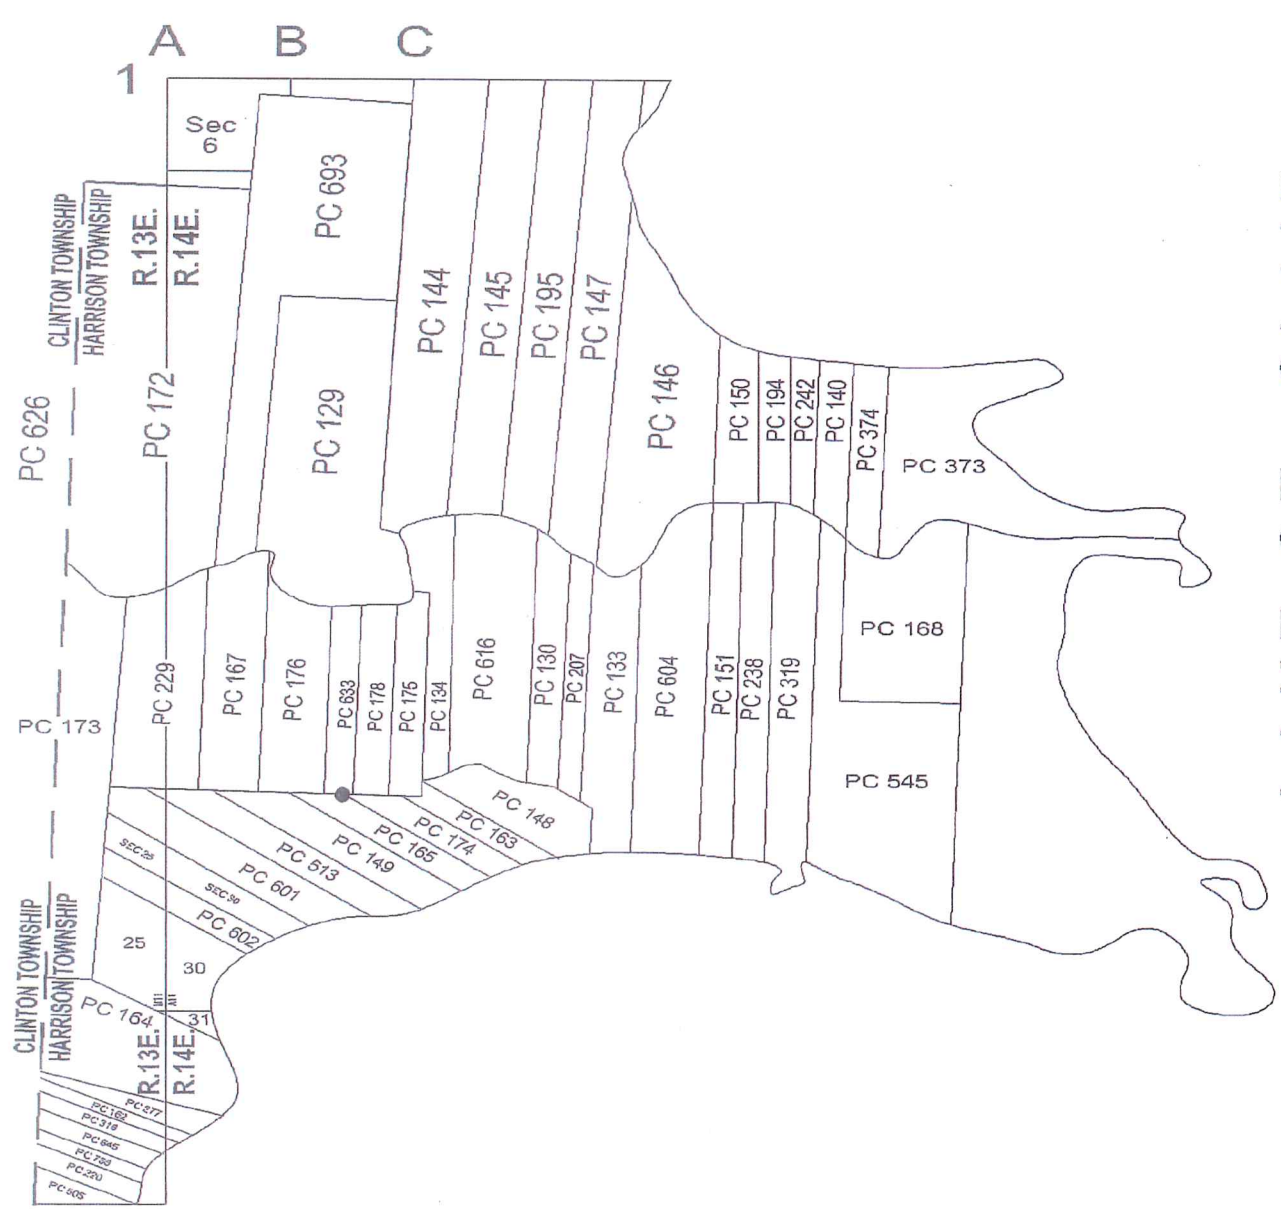 A B C
1
Sec
6
PC 693
CLINTON TOWNSHIP
HARRISON TOWNSHIP
R.13E.
R.14E.
PC 144
PC 145
PC 195
PC 147
PC 626
PC 172
PC 129
PC 146
PC 150
PC 194
PC 242
PC 140
PC 374
PC 373
PC 173
PC 229
PC 167
PC 176
PC 633
PC 178
PC 175
PC 134
PC 616
PC 130
PC 207
PC 133
PC 604
PC 151
PC 238
PC 319
PC 168
PC 545
PC 148
PC 163
PC 174
PC 165
PC 149
PC 513
PC 601
SEC 25
SEC 30
PC 602
25
30
CLINTON TOWNSHIP
HARRISON TOWNSHIP
PC 164
31
R.13E.
R.14E.
PC 277
PC 162
PC 316
PC 645
PC 220
PC 505